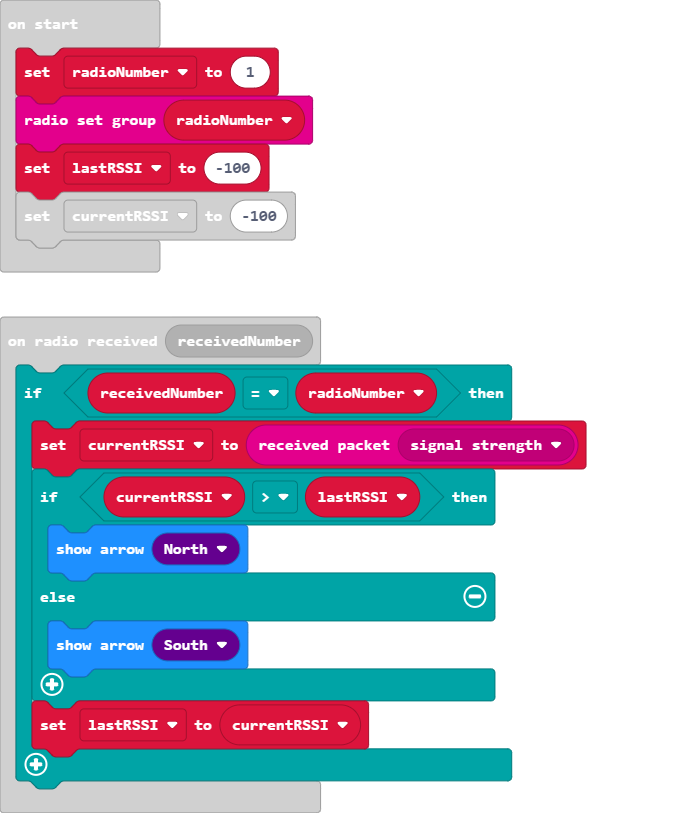 on start
set radioNumber to 1
radio set group radioNumber
set lastRSSI to -100
set currentRSSI to -100
on radio received receivedNumber
if receivedNumber = radioNumber then
set currentRSSI to received packet signal strength
if currentRSSI > lastRSSI then
show arrow North
else
show arrow South
set lastRSSI to currentRSSI